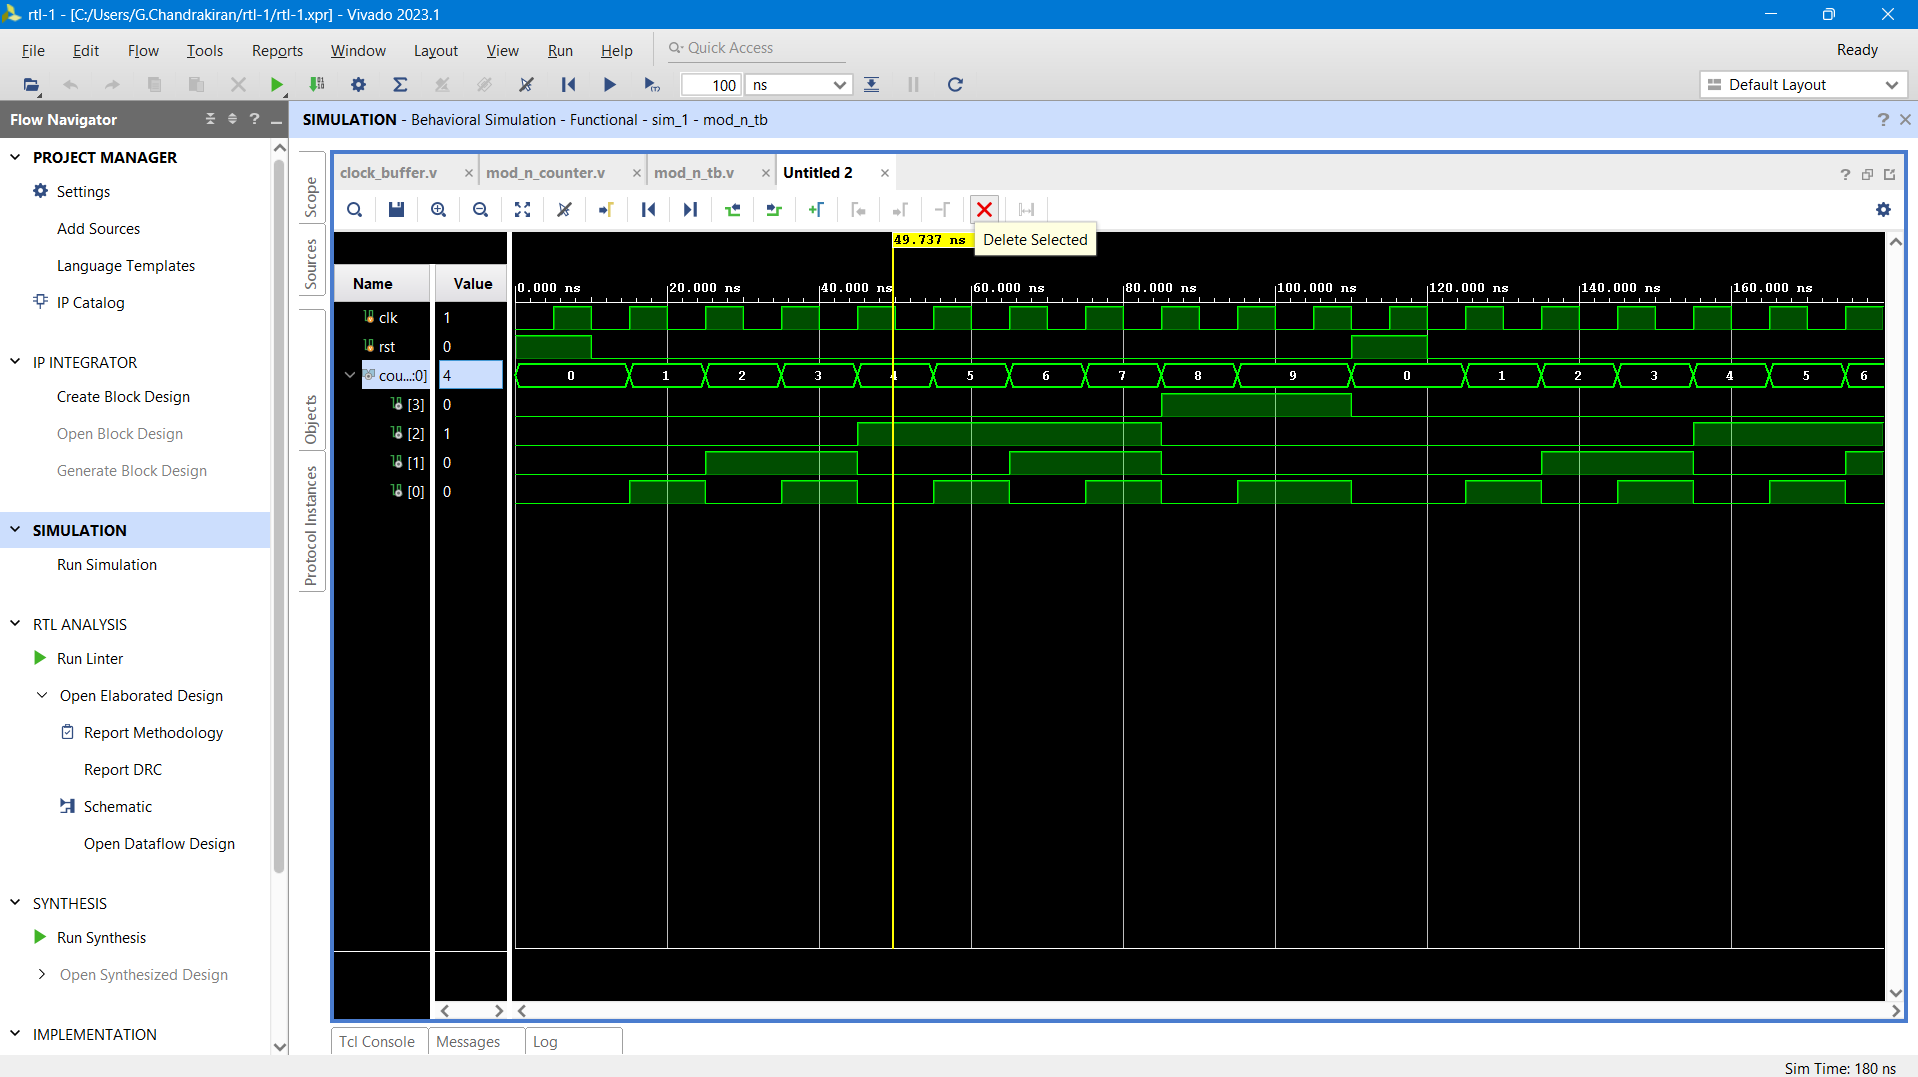 rtl-1 - [C:/Users/G.Chandrakiran/rtl-1/rtl-1.xpr] - Vivado 2023.1
File Edit Flow Tools Reports Window Layout View Run Help Quick Access Ready
100 ns Default Layout
Flow Navigator
PROJECT MANAGER
Settings
Add Sources
Language Templates
IP Catalog
IP INTEGRATOR
Create Block Design
Open Block Design
Generate Block Design
SIMULATION
Run Simulation
RTL ANALYSIS
Run Linter
Open Elaborated Design
Report Methodology
Report DRC
Schematic
Open Dataflow Design
SYNTHESIS
Run Synthesis
Open Synthesized Design
IMPLEMENTATION
SIMULATION - Behavioral Simulation - Functional - sim_1 - mod_n_tb
Scope
Sources
Objects
Protocol Instances
clock_buffer.v mod_n_counter.v mod_n_tb.v Untitled 2
Delete Selected
49.737 ns
Name Value
0.000 ns 20.000 ns 40.000 ns 60.000 ns 80.000 ns 100.000 ns 120.000 ns 140.000 ns 160.000 ns
clk 1
rst 0
cou...:0] 4 0 1 2 3 4 5 6 7 8 9 0 1 2 3 4 5 6
[3] 0
[2] 1
[1] 0
[0] 0
Tcl Console Messages Log
Sim Time: 180 ns